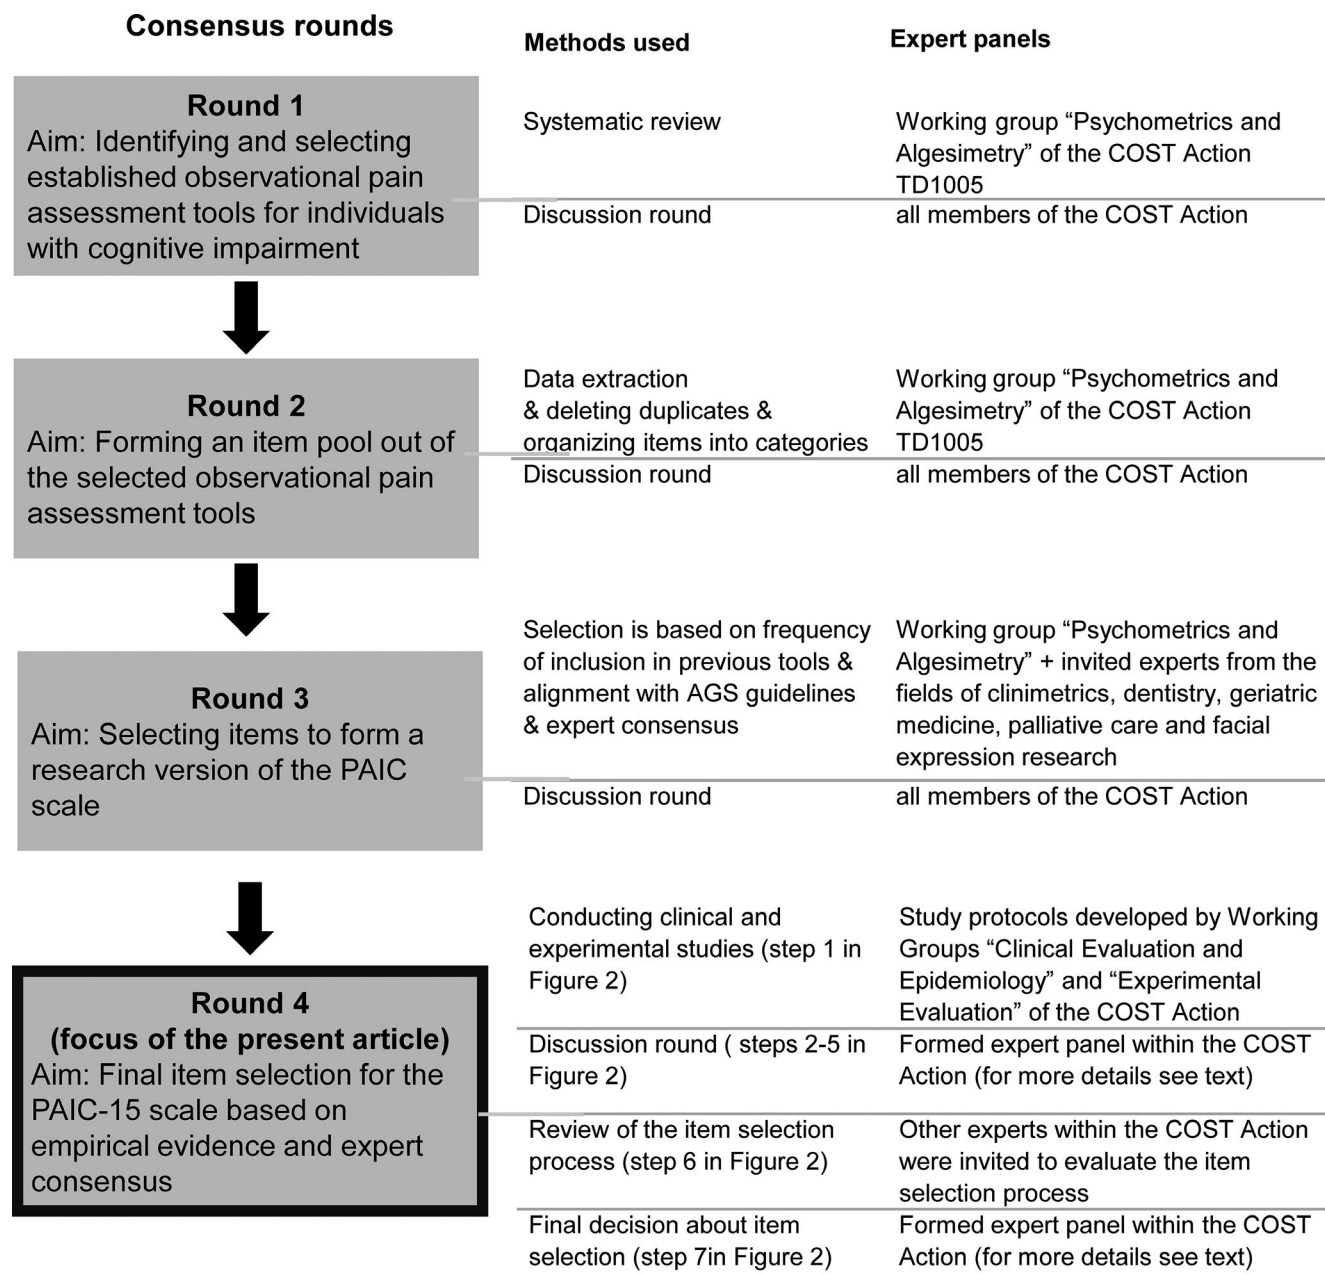 Consensus rounds
Methods used
Expert panels
Round 1
Aim: Identifying and selecting
established observational pain
assessment tools for individuals
with cognitive impairment
Systematic review
Working group “Psychometrics and
Algesimetry” of the COST Action
TD1005
Discussion round
all members of the COST Action
Round 2
Aim: Forming an item pool out of
the selected observational pain
assessment tools
Data extraction
& deleting duplicates &
organizing items into categories
Working group “Psychometrics and
Algesimetry” of the COST Action
TD1005
Discussion round
all members of the COST Action
Round 3
Aim: Selecting items to form a
research version of the PAIC
scale
Selection is based on frequency
of inclusion in previous tools &
alignment with AGS guidelines
& expert consensus
Working group “Psychometrics and
Algesimetry” + invited experts from the
fields of clinimetrics, dentistry, geriatric
medicine, palliative care and facial
expression research
Discussion round
all members of the COST Action
Round 4
(focus of the present article)
Aim: Final item selection for the
PAIC-15 scale based on
empirical evidence and expert
consensus
Conducting clinical and
experimental studies (step 1 in
Figure 2)
Study protocols developed by Working
Groups “Clinical Evaluation and
Epidemiology” and “Experimental
Evaluation” of the COST Action
Discussion round ( steps 2-5 in
Figure 2)
Formed expert panel within the COST
Action (for more details see text)
Review of the item selection
process (step 6 in Figure 2)
Other experts within the COST Action
were invited to evaluate the item
selection process
Final decision about item
selection (step 7in Figure 2)
Formed expert panel within the COST
Action (for more details see text)